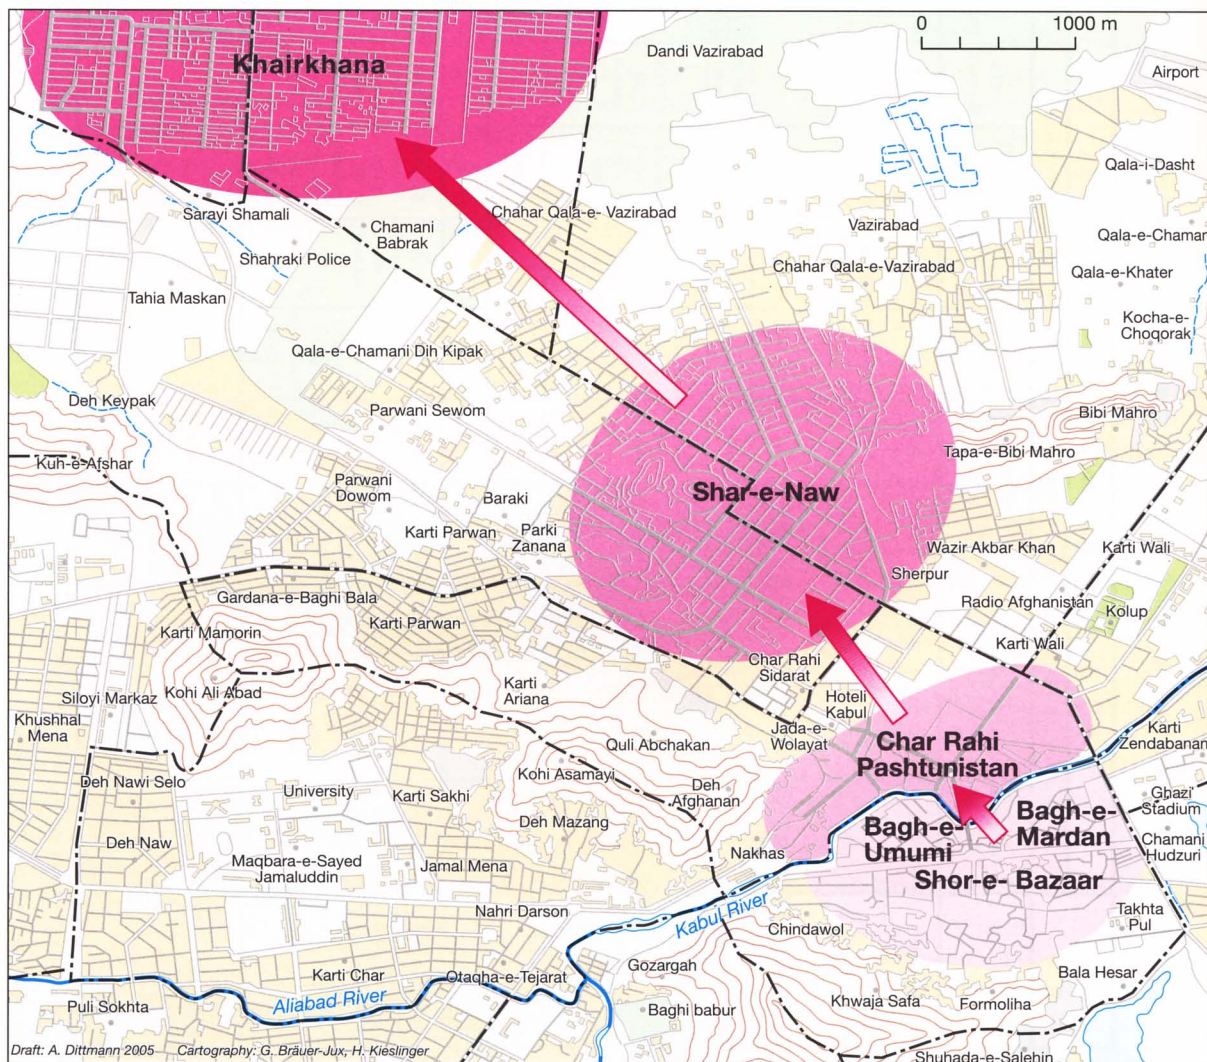 0 1000 m
Khairkhana
Dandi Vazirabad
Airport
Qala-i-Dasht
Sarayi Shamali
Chamani
Babrak
Chahar Qala-e- Vazirabad
Vazirabad
Qala-e-Chaman
Shahraki Police
Chahar Qala-e-Vazirabad
Qala-e-Khater
Tahia Maskan
Kocha-e-
Choqorak
Qala-e-Chamani Dih Kipak
Deh Keypak
Parwani Sewom
Bibi Mahro
Tapa-e-Bibi Mahro
Kuh-e-Afshar
Parwani
Dowom
Baraki
Shar-e-Naw
Karti Parwan
Parki
Zanana
Wazir Akbar Khan
Karti Wali
Sherpur
Gardana-e-Baghi Bala
Radio Afghanistan
Kolup
Karti Parwan
Karti Mamorin
Karti Wali
Char Rahi
Sidarat
Siloyi Markaz
Kohi Ali Abad
Karti
Ariana
Hoteli
Kabul
Khushhal
Mena
Jada-e-
Wolayat
Karti
Zendabanan
Quli Abchakan
Char Rahi
Pashtunistan
Deh Nawi Selo
University
Karti Sakhi
Kohi Asamayi
Deh
Afghanan
Ghazi
Stadium
Deh Mazang
Bagh-e-
Umumi
Bagh-e-
Mardan
Chamani
Hudzuri
Deh Naw
Maqbara-e-Sayed
Jamaluddin
Jamal Mena
Nakhas
Shor-e- Bazaar
Nahri Darson
Kabul River
Chindawol
Takhta
Pul
Karti Char
Otaqha-e-Tejarat
Gozargah
Bala Hesar
Puli Sokhta
Aliabad River
Baghi babur
Khwaja Safa
Formoliha
Draft: A. Dittmann 2005 Cartography: G. Bräuer-Jux, H. Kieslinger
Shuhada-e-Salehin